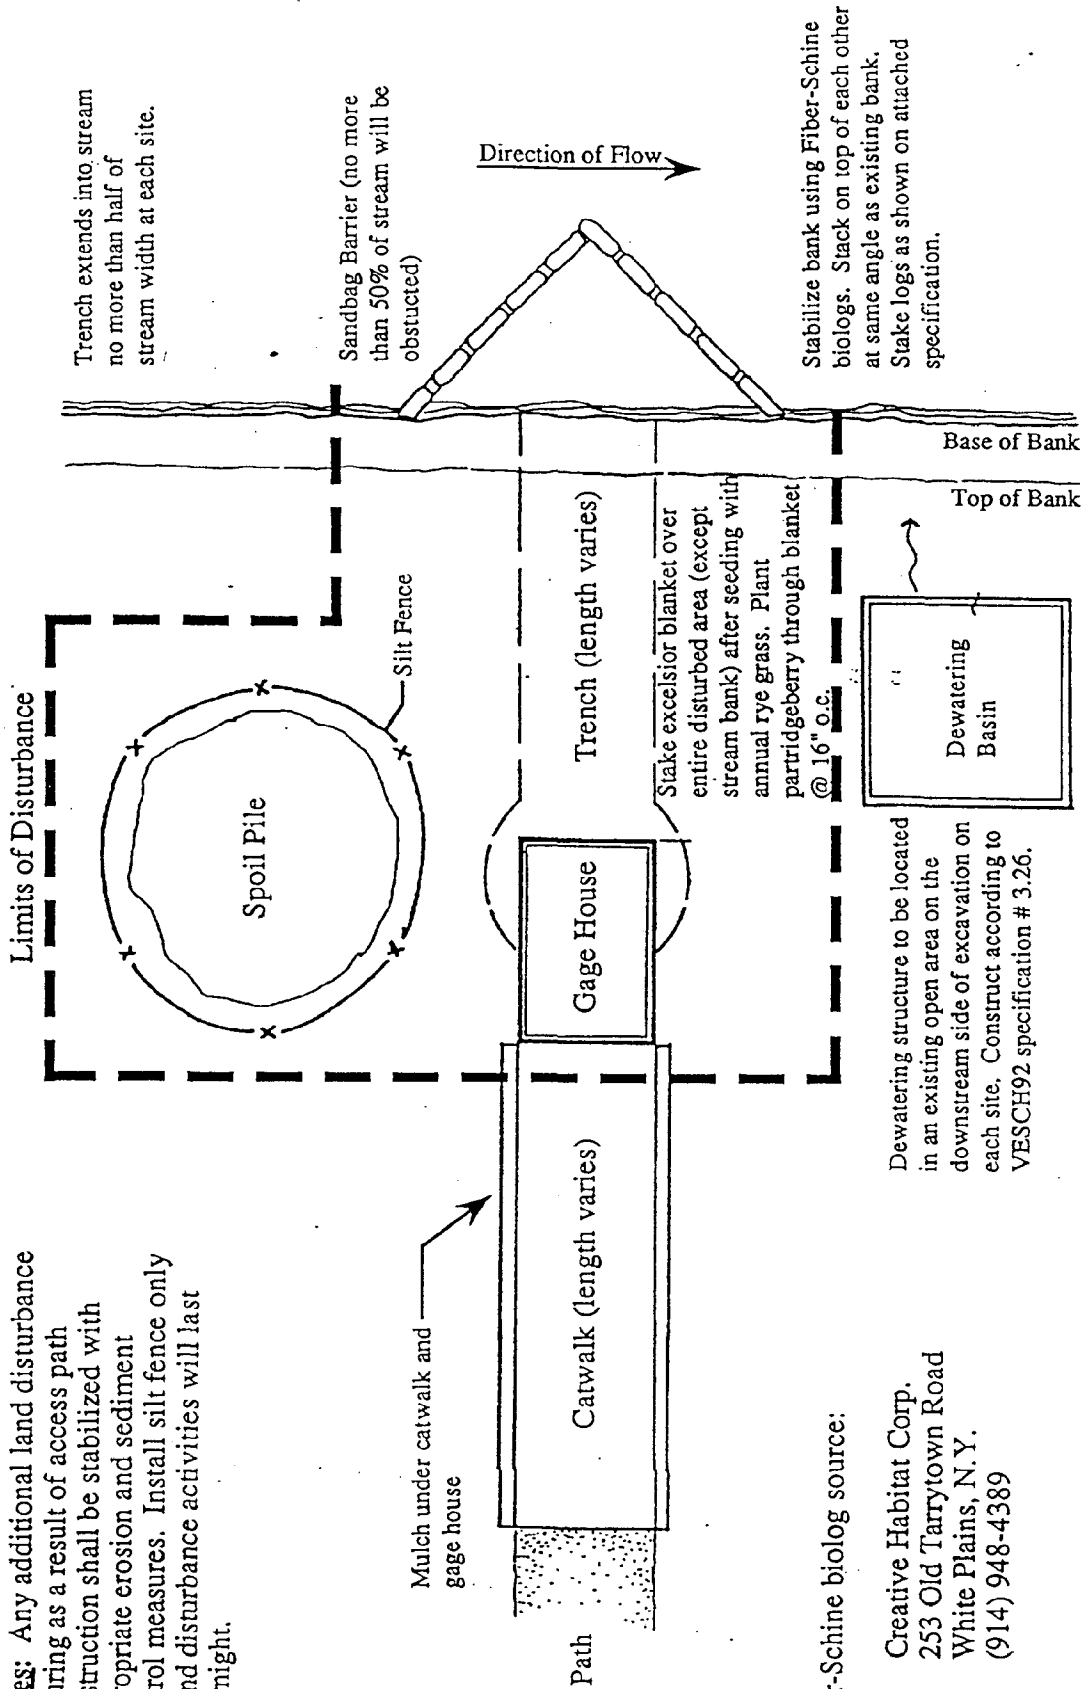 es: Any additional land disturbance
uring as a result of access path
struction shall be stabilized with
ropriate erosion and sediment
rol measures. Install silt fence only
nd disturbance activities will last
night.
Limits of Disturbance
Spoil Pile
Silt Fence
Trench extends into stream
no more than half of
stream width at each site.
Sandbag Barrier (no more
than 50% of stream will be
obstucted)
Direction of Flow
Mulch under catwalk and
gage house
Path
Catwalk (length varies)
Gage House
Trench (length varies)
Stake excelsior blanket over
entire disturbed area (except
stream bank) after seeding with
annual rye grass. Plant
partridgeberry through blanket
@ 16" o.c.
Stabilize bank using Fiber-Schine
biologs. Stack on top of each other
at same angle as existing bank.
Stake logs as shown on attached
specification.
Base of Bank
Top of Bank
Dewatering
Basin
Dewatering structure to be located
in an existing open area on the
downstream side of excavation on
each site. Construct according to
VESCH92 specification # 3.26.
r-Schine biolog source:
Creative Habitat Corp.
253 Old Tarrytown Road
White Plains, N.Y.
(914) 948-4389